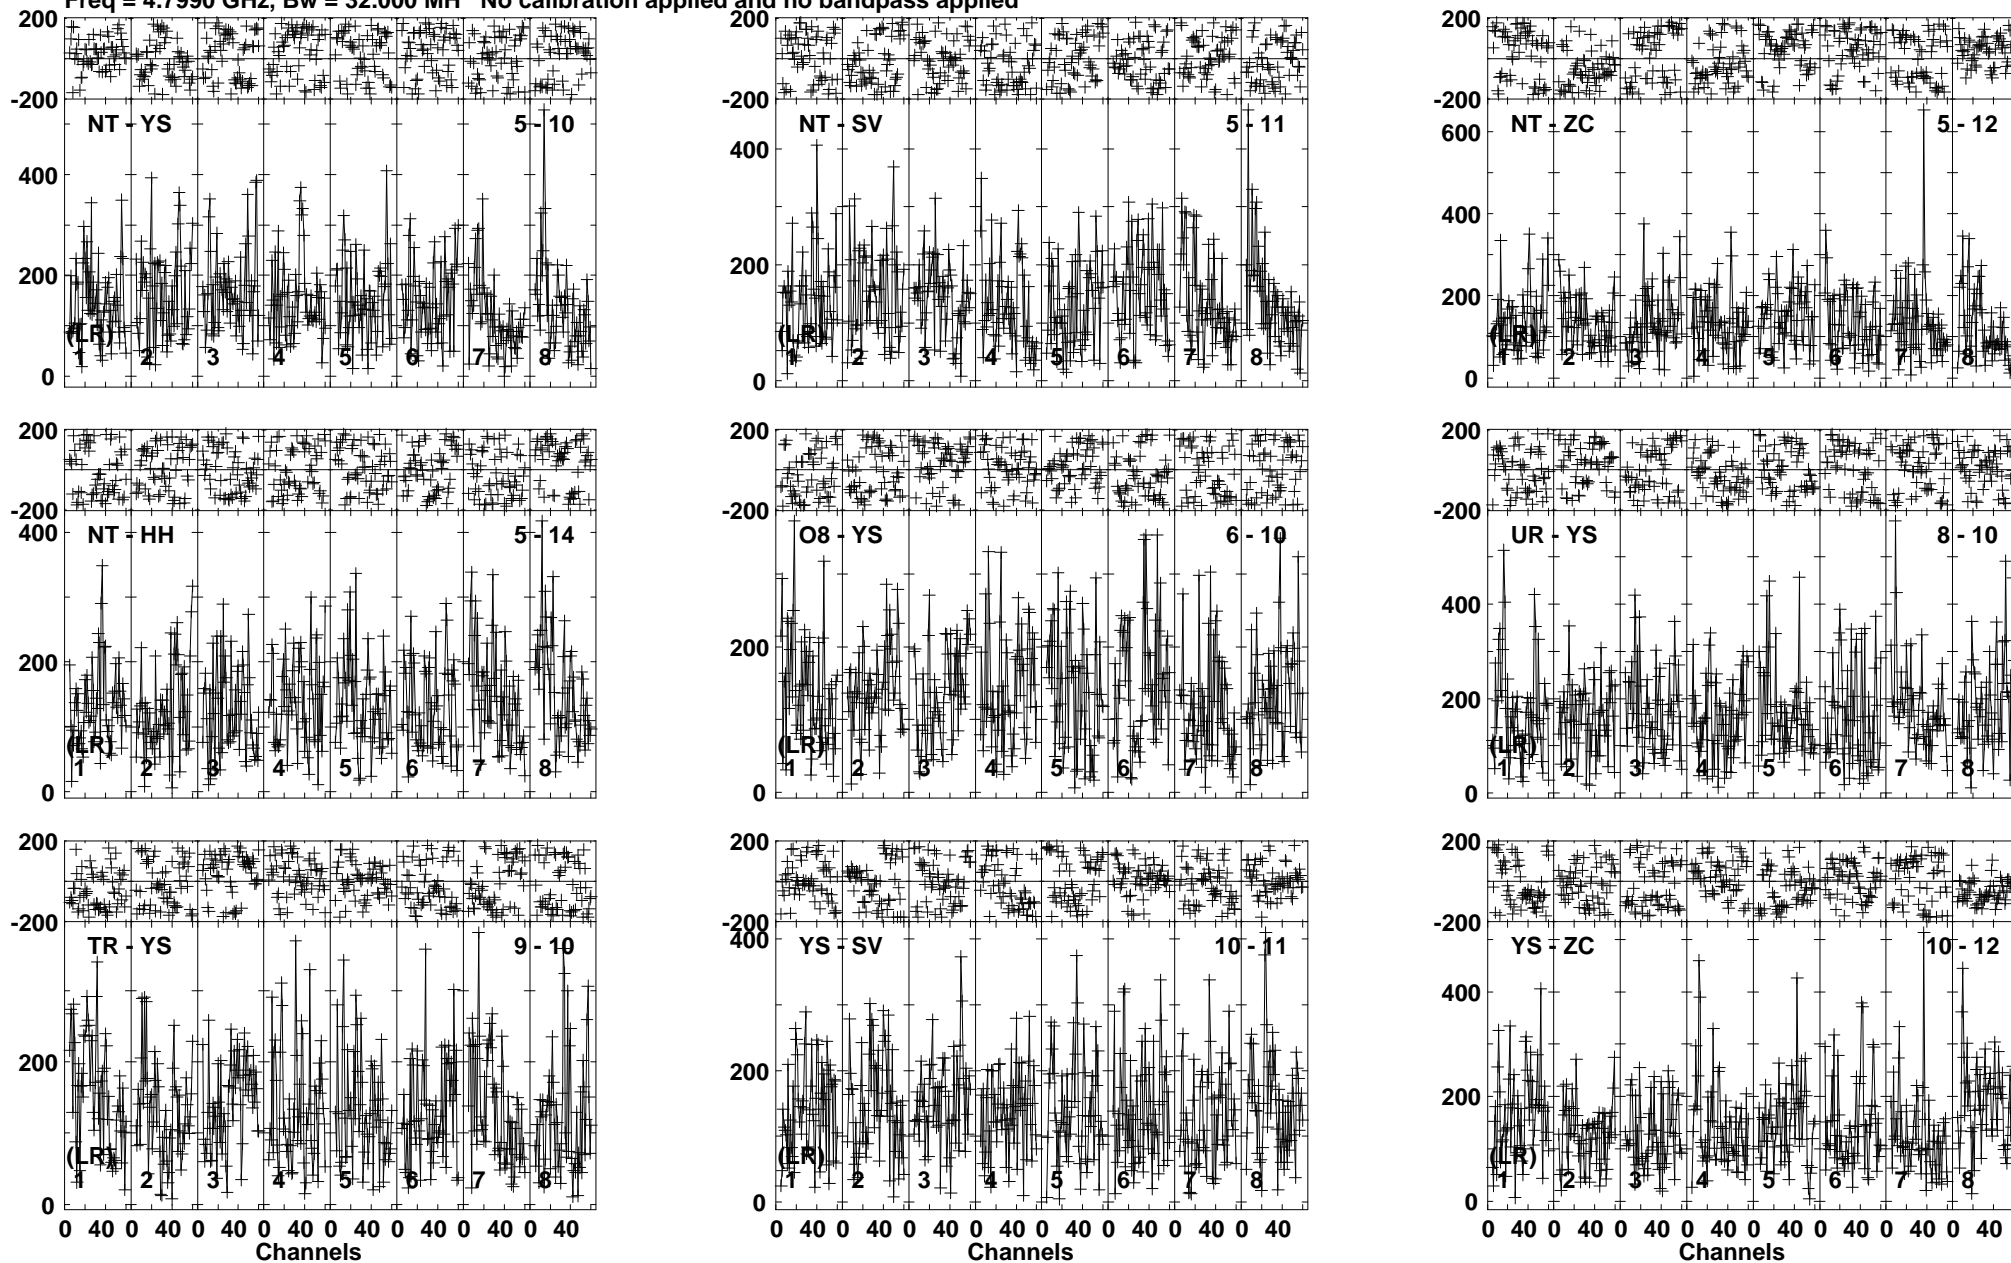 Freq = 4.7990 GHz, Bw = 32.000 MH No calibration applied and no bandpass applied
200 200 200
-200 -200 -200
NT - YS 5 - 10 NT - SV 5 - 11 NT - ZC 5 - 12
600
400 400 400
200 200 200
(LR) (LR) (LR)
1 2 3 4 5 6 7 8 1 2 3 4 5 6 7 8 1 2 3 4 5 6 7 8
0 0 0
200 200 200
-200 -200 -200
NT - HH 5 - 14 O8 - YS 6 - 10 UR - YS 8 - 10
400 400
200 200 200
(LR) (LR) (LR)
1 2 3 4 5 6 7 8 1 2 3 4 5 6 7 8 1 2 3 4 5 6 7 8
0 0 0
200 200 200
-200 -200 -200
TR - YS 9 - 10 YS - SV 10 - 11 YS - ZC 10 - 12
400 400
200 200 200
(LR) (LR) (LR)
1 2 3 4 5 6 7 8 1 2 3 4 5 6 7 8 1 2 3 4 5 6 7 8
0 0 0
0 40 0 40 0 40 0 40 0 40 0 40 0 40 0 40 0 40 0 40 0 40 0 40 0 40 0 40 0 40 0 40 0 40 0 40 0 40 0 40 0 40 0 40 0 40 0 40
Channels Channels Channels